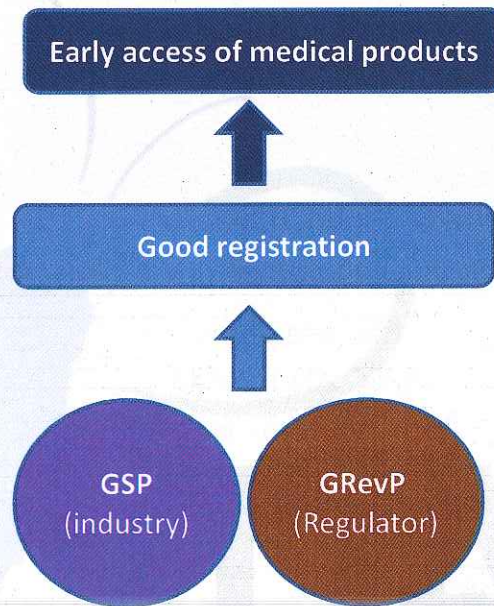 Early access of medical products
Good registration
GSP
(industry)
GRevP
(Regulator)